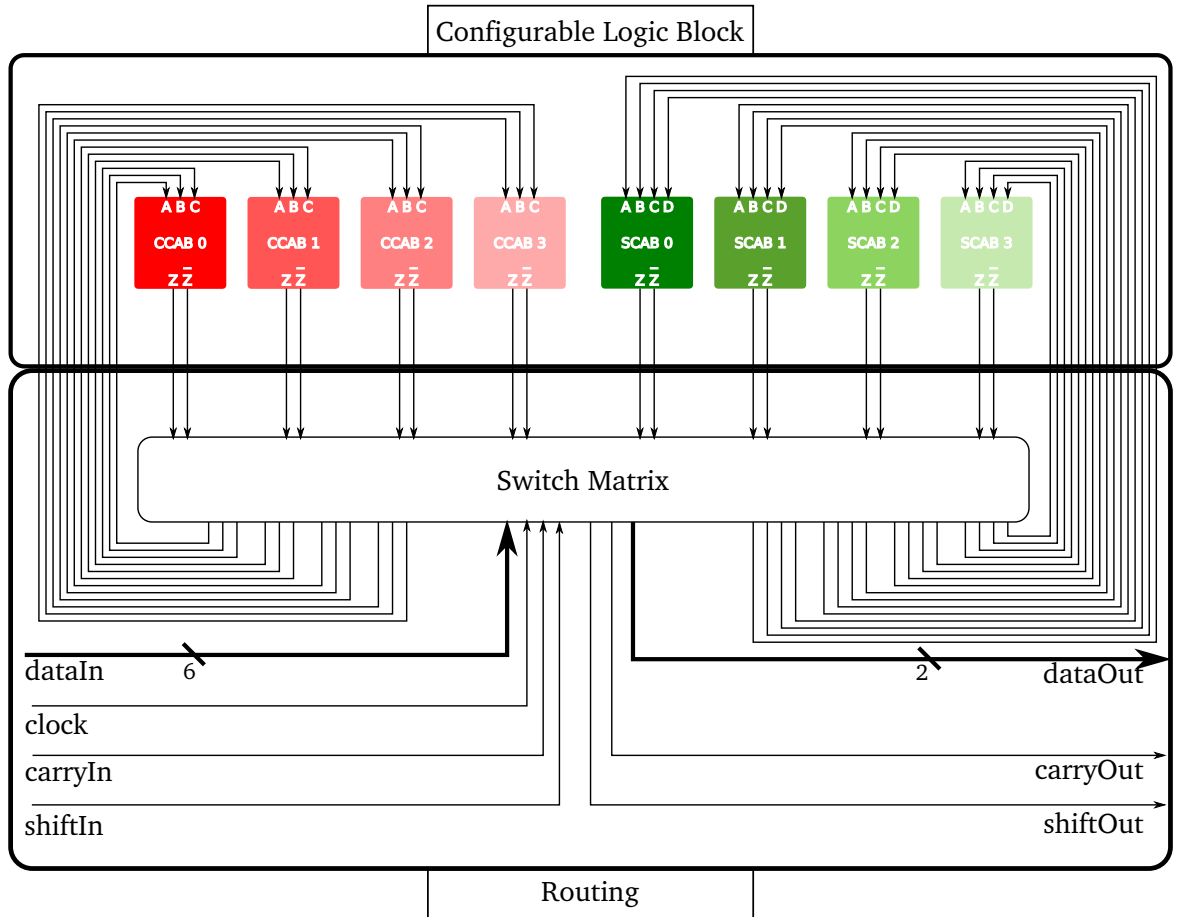 Configurable Logic Block
A B C A B C A B C A B C A B C D A B C D A B C D A B C D
CCAB 0 CCAB 1 CCAB 2 CCAB 3 SCAB 0 SCAB 1 SCAB 2 SCAB 3
Z Z̅ Z Z̅ Z Z̅ Z Z̅ Z Z̅ Z Z̅ Z Z̅ Z Z̅
Switch Matrix
dataIn 6 2 dataOut
clock
carryIn carryOut
shiftIn shiftOut
Routing